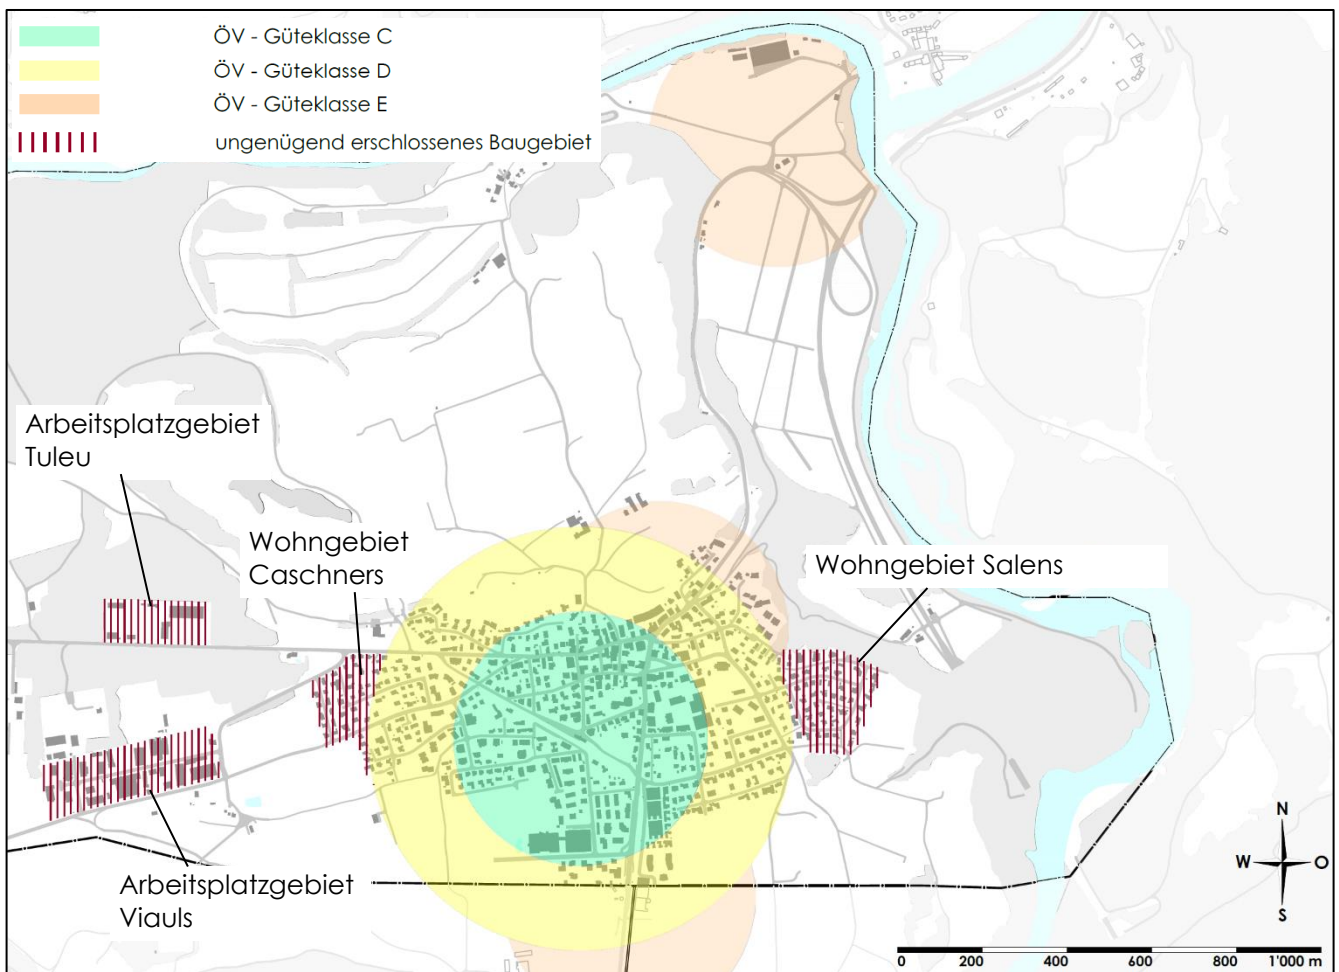 ÖV - Güteklasse C
ÖV - Güteklasse D
ÖV - Güteklasse E
ungenügend erschlossenes Baugebiet
Arbeitsplatzgebiet
Tuleu
Wohngebiet
Caschners
Wohngebiet Salens
Arbeitsplatzgebiet
Viauls
N
W O
S
0 200 400 600 800 1'000 m